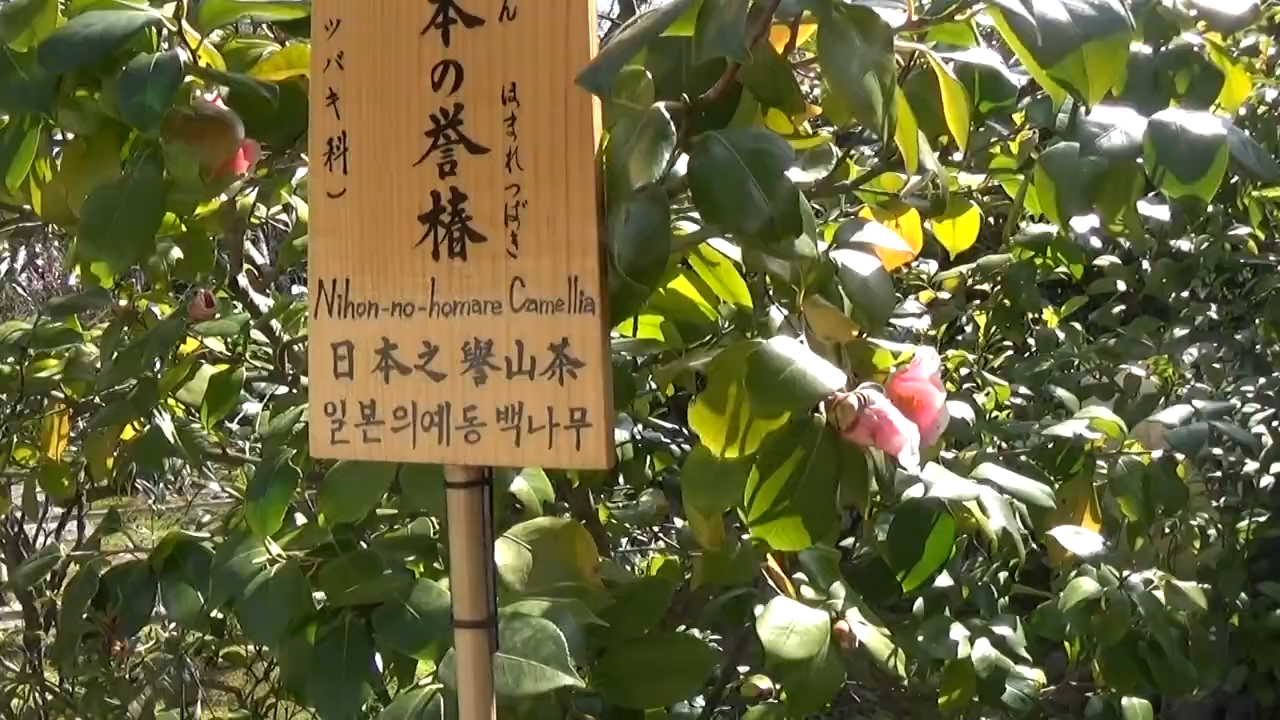 ん ほまれつばき
本の誉椿
ツバキ科)
Nihon-no-homare Camellia
日本之譽山茶
일본의예동백나무